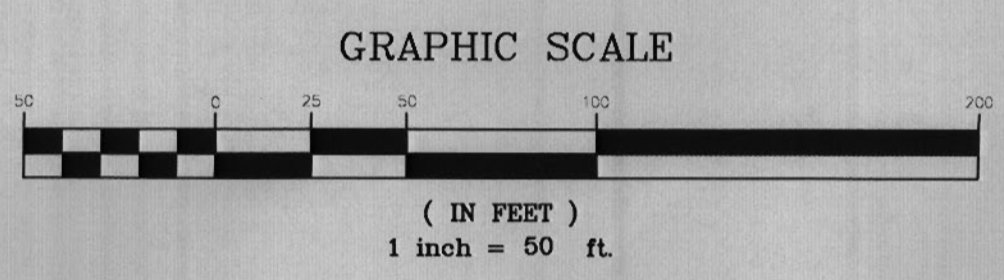 GRAPHIC SCALE
50 0 25 50 100 200
( IN FEET )
1 inch = 50 ft.